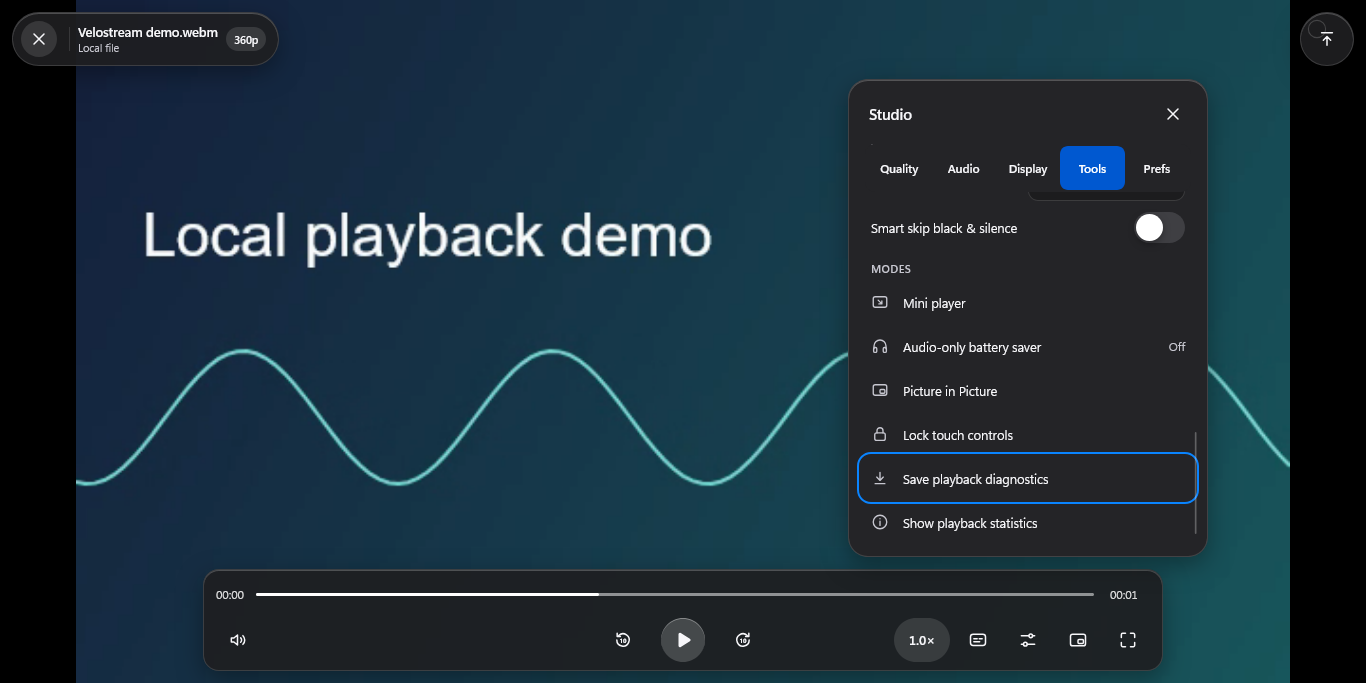 Velostream demo.webm
Local file
360p
Studio
Quality Audio Display Tools Prefs
Local playback demo
Smart skip black & silence
MODES
Mini player
Audio-only battery saver Off
Picture in Picture
Lock touch controls
Save playback diagnostics
Show playback statistics
00:00 00:01
10 10 1.0×